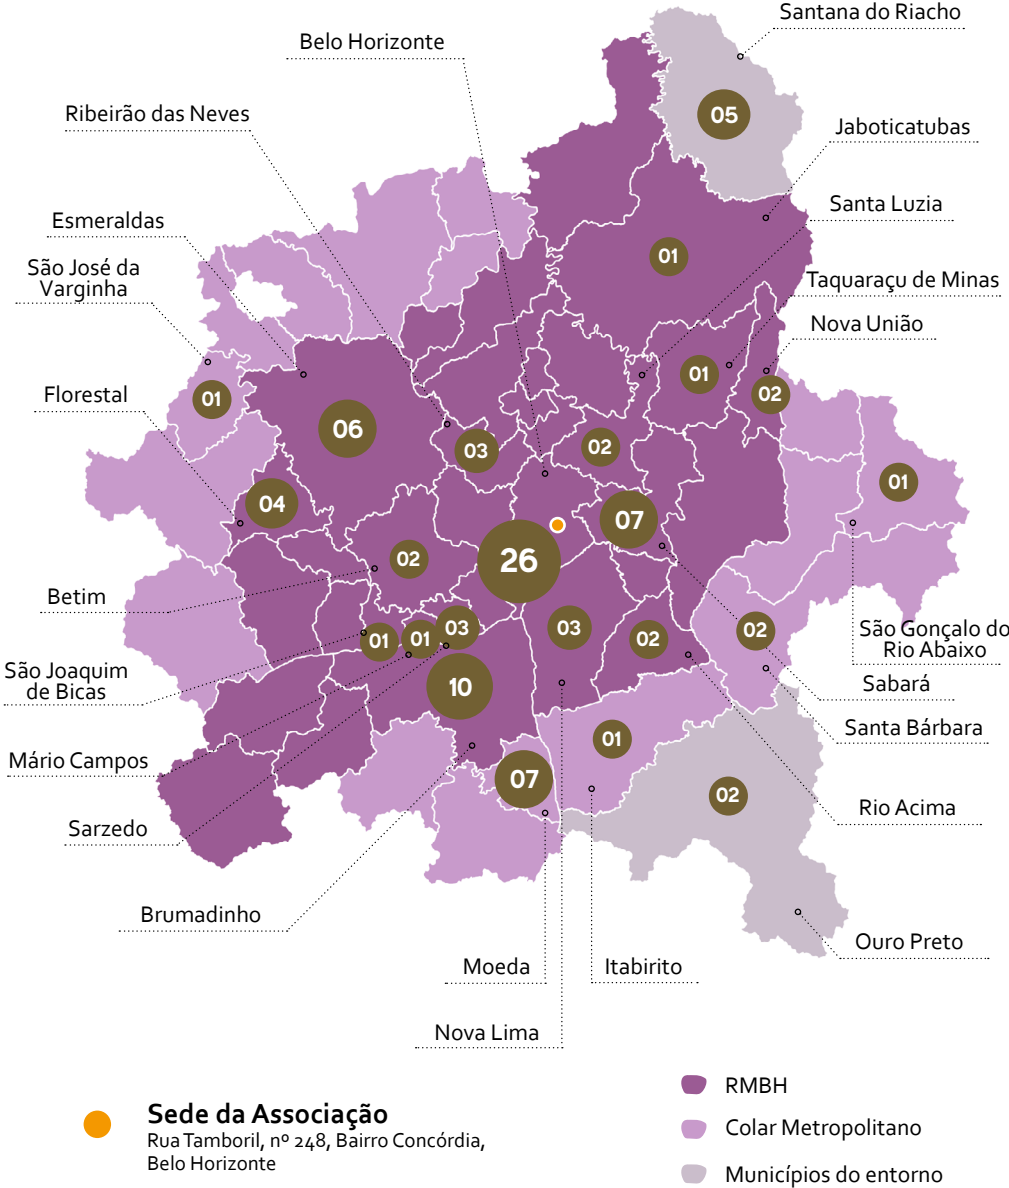 Santana do Riacho
Belo Horizonte
05
Ribeirão das Neves
Jaboticatubas
Santa Luzia
Esmeraldas
01
São José da
Varginha
Taquaraçu de Minas
Nova União
01
02
Florestal
01
06
03
02
01
04
07
02
26
Betim
03
01
01
03
02
02
São Gonçalo do
Rio Abaixo
São Joaquim
de Bicas
10
Sabará
Santa Bárbara
01
Mário Campos
07
02
Rio Acima
Sarzedo
Brumadinho
Ouro Preto
Moeda
Itabirito
Nova Lima
Sede da Associação
Rua Tamboril, nº 248, Bairro Concórdia,
Belo Horizonte
RMBH
Colar Metropolitano
Municípios do entorno